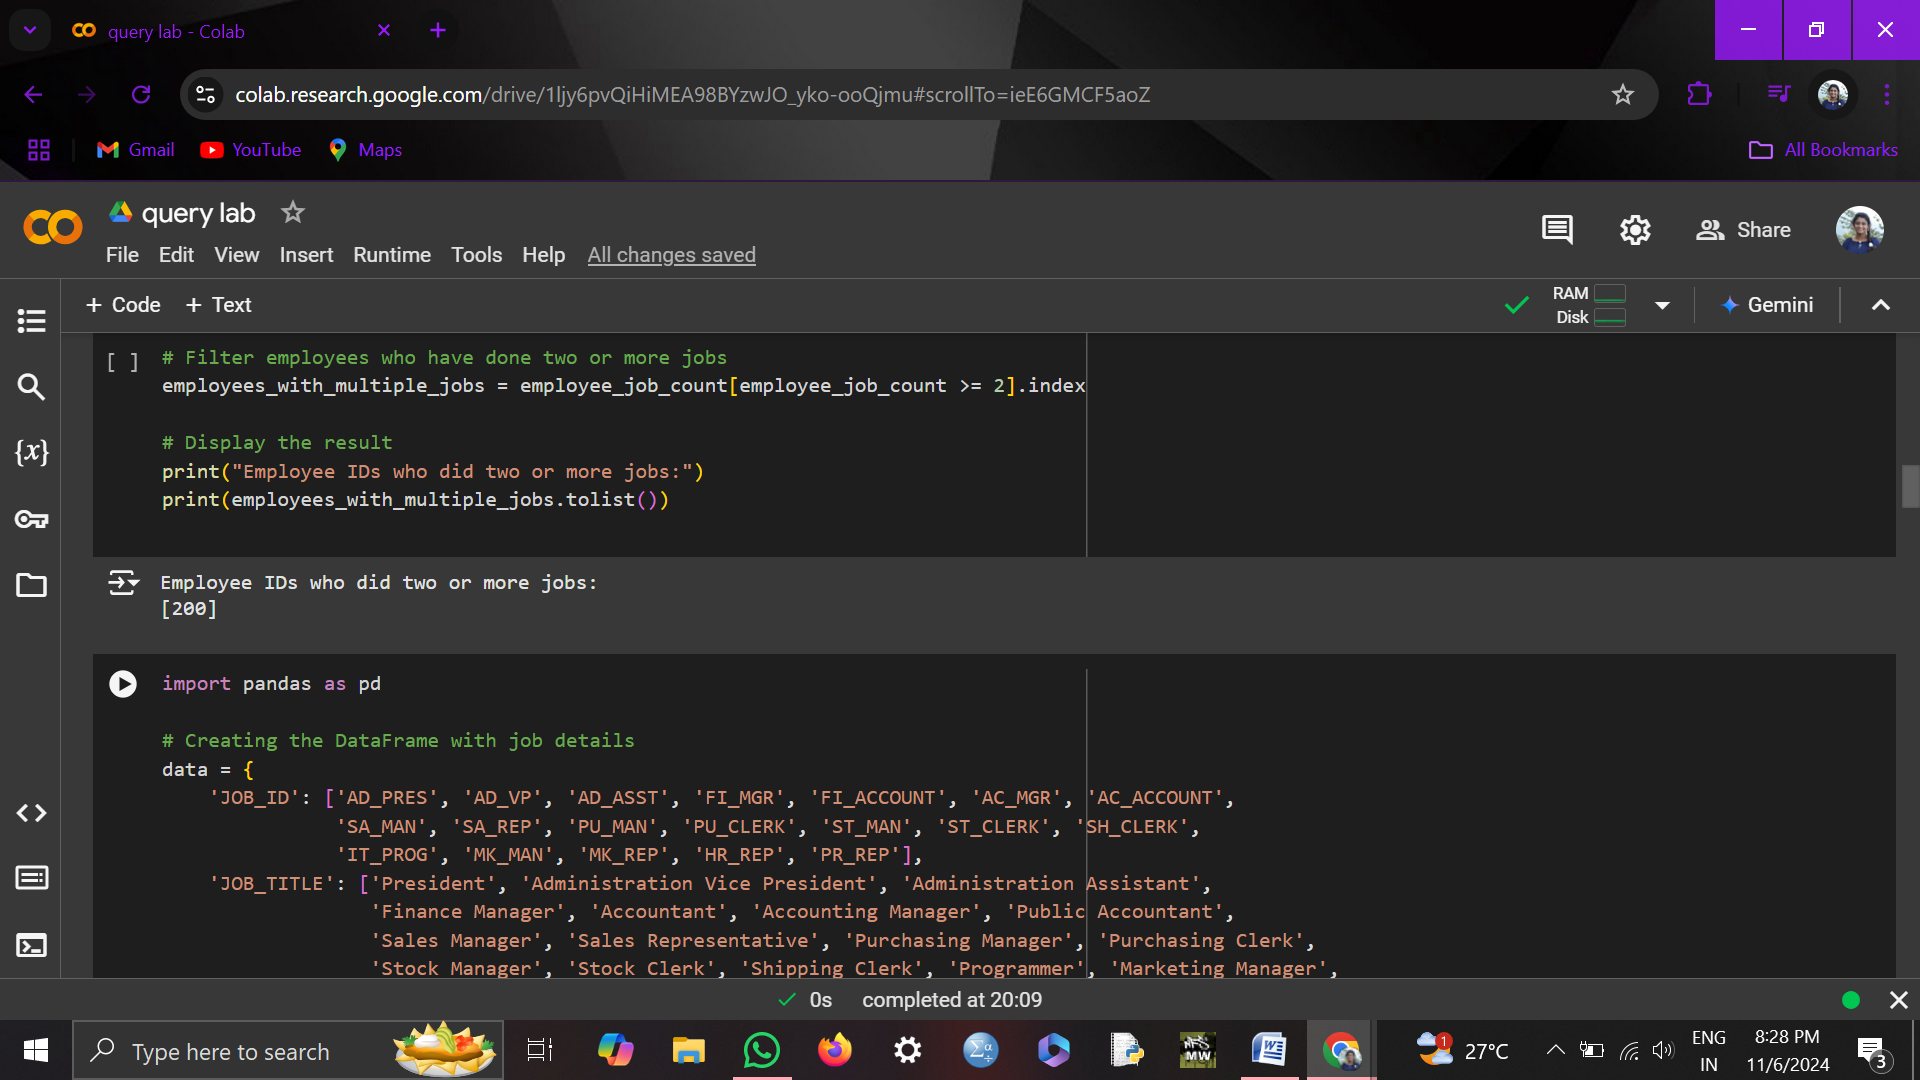 query lab - Colab
colab.research.google.com/drive/1ljy6pvQiHiMEA98BYzwJO_yko-ooQjmu#scrollTo=ieE6GMCF5aoZ
Gmail YouTube Maps All Bookmarks
CO query lab
File Edit View Insert Runtime Tools Help All changes saved
Share
+ Code + Text
RAM
Disk
Gemini
[ ] # Filter employees who have done two or more jobs
employees_with_multiple_jobs = employee_job_count[employee_job_count >= 2].index
# Display the result
print("Employee IDs who did two or more jobs:")
print(employees_with_multiple_jobs.tolist())
Employee IDs who did two or more jobs:
[200]
import pandas as pd
# Creating the DataFrame with job details
data = {
'JOB_ID': ['AD_PRES', 'AD_VP', 'AD_ASST', 'FI_MGR', 'FI_ACCOUNT', 'AC_MGR', 'AC_ACCOUNT',
'SA_MAN', 'SA_REP', 'PU_MAN', 'PU_CLERK', 'ST_MAN', 'ST_CLERK', 'SH_CLERK',
'IT_PROG', 'MK_MAN', 'MK_REP', 'HR_REP', 'PR_REP'],
'JOB_TITLE': ['President', 'Administration Vice President', 'Administration Assistant',
'Finance Manager', 'Accountant', 'Accounting Manager', 'Public Accountant',
'Sales Manager', 'Sales Representative', 'Purchasing Manager', 'Purchasing Clerk',
'Stock Manager', 'Stock Clerk', 'Shipping Clerk', 'Programmer', 'Marketing Manager',
0s completed at 20:09
Type here to search
1 27°C
ENG
IN
8:28 PM
11/6/2024
3